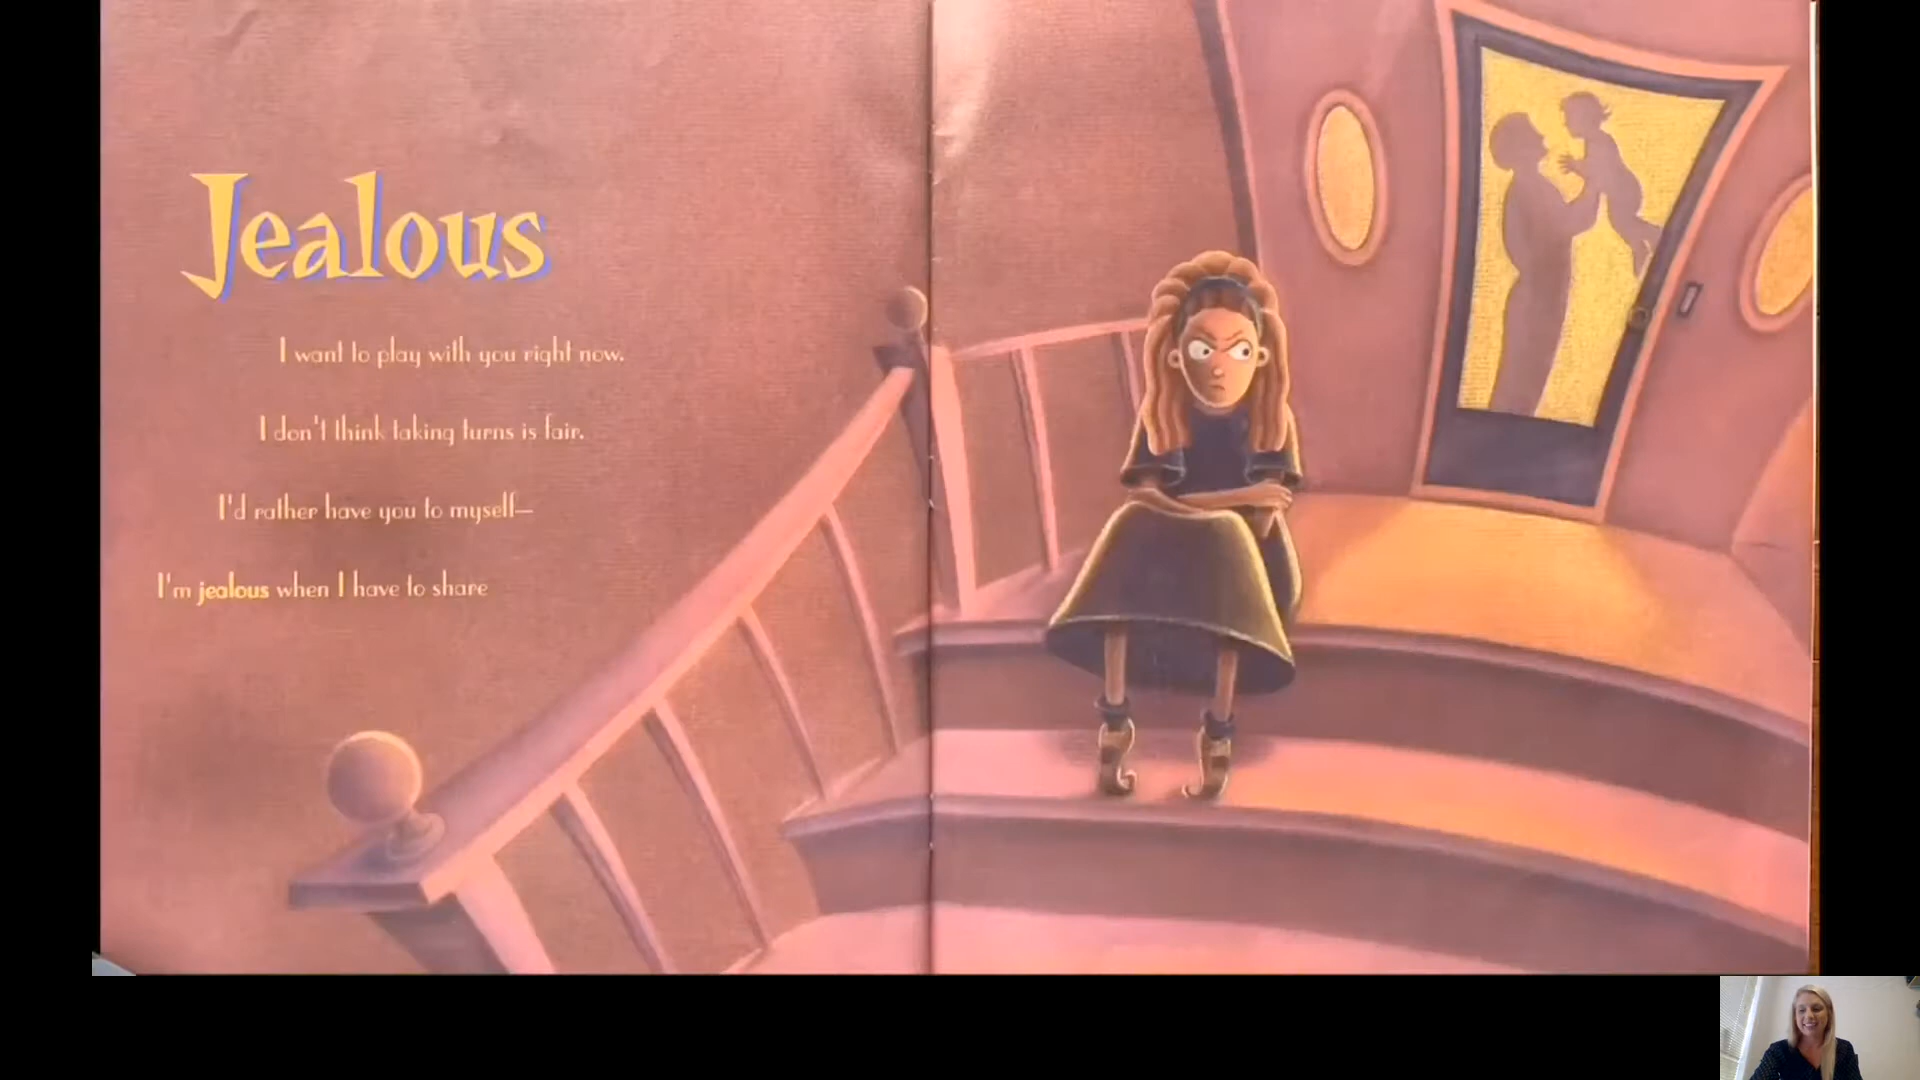 Jealous
I want to play with you right now.
I don't think taking turns is fair.
I'd rather have you to myself—
I'm jealous when I have to share